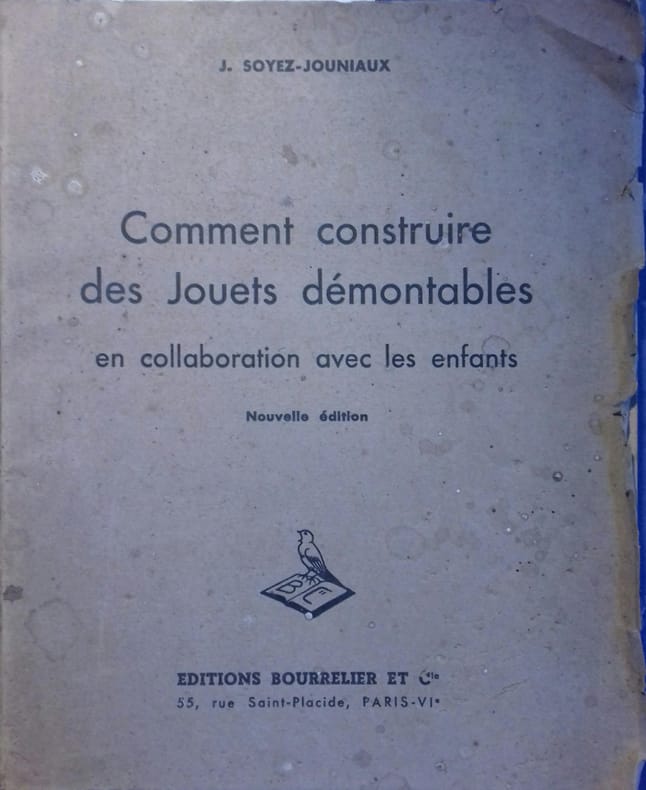 J. SOYEZ-JOUNIAUX
Comment construire
des Jouets démontables
en collaboration avec les enfants
Nouvelle édition
B C
EDITIONS BOURRELIER ET Cie
55, rue Saint-Placide, PARIS-VIe